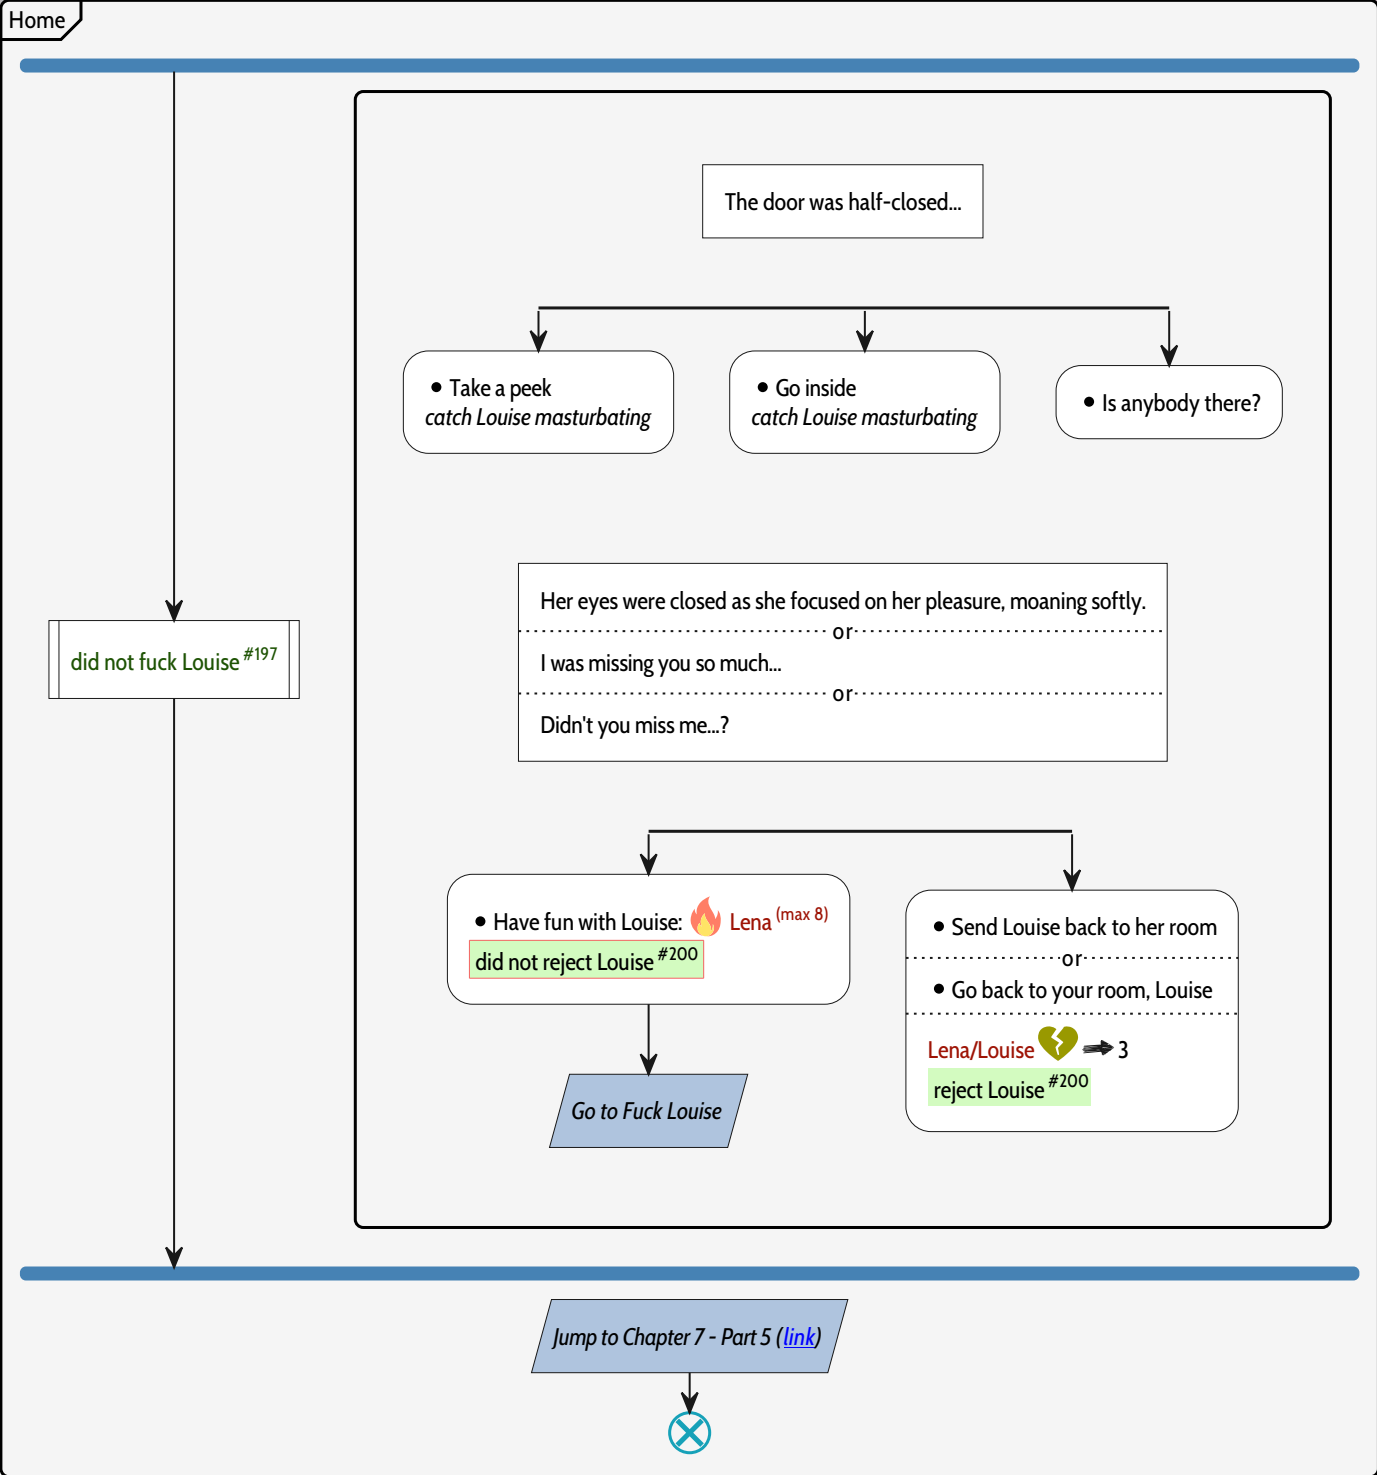 Home
The door was half-closed...
● Take a peek
catch Louise masturbating
● Go inside
catch Louise masturbating
● Is anybody there?
did not fuck Louise #197
Her eyes were closed as she focused on her pleasure, moaning softly.
or
I was missing you so much...
or
Didn't you miss me...?
● Have fun with Louise: Lena (max 8)
did not reject Louise #200
Go to Fuck Louise
● Send Louise back to her room
or
● Go back to your room, Louise
Lena/Louise 3
reject Louise #200
Jump to Chapter 7 - Part 5 (link)